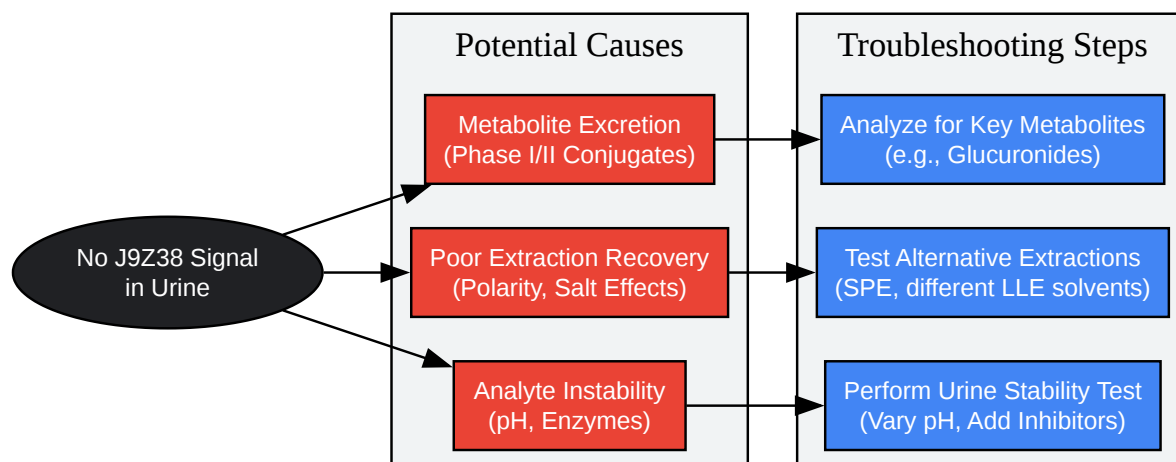 Potential Causes
Troubleshooting Steps
No J9Z38 Signal
in Urine
Metabolite Excretion
(Phase I/II Conjugates)
Analyze for Key Metabolites
(e.g., Glucuronides)
Poor Extraction Recovery
(Polarity, Salt Effects)
Test Alternative Extractions
(SPE, different LLE solvents)
Analyte Instability
(pH, Enzymes)
Perform Urine Stability Test
(Vary pH, Add Inhibitors)